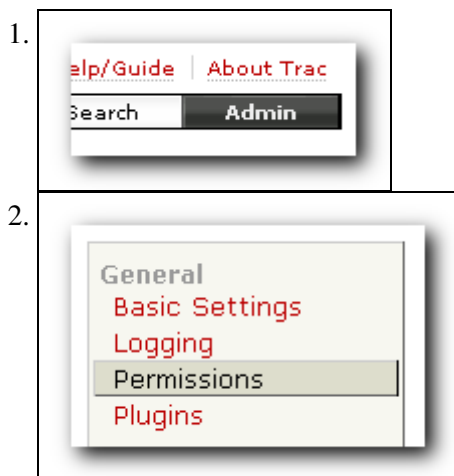 1.
elp/Guide About Trac
Search Admin
2.
General
Basic Settings
Logging
Permissions
Plugins